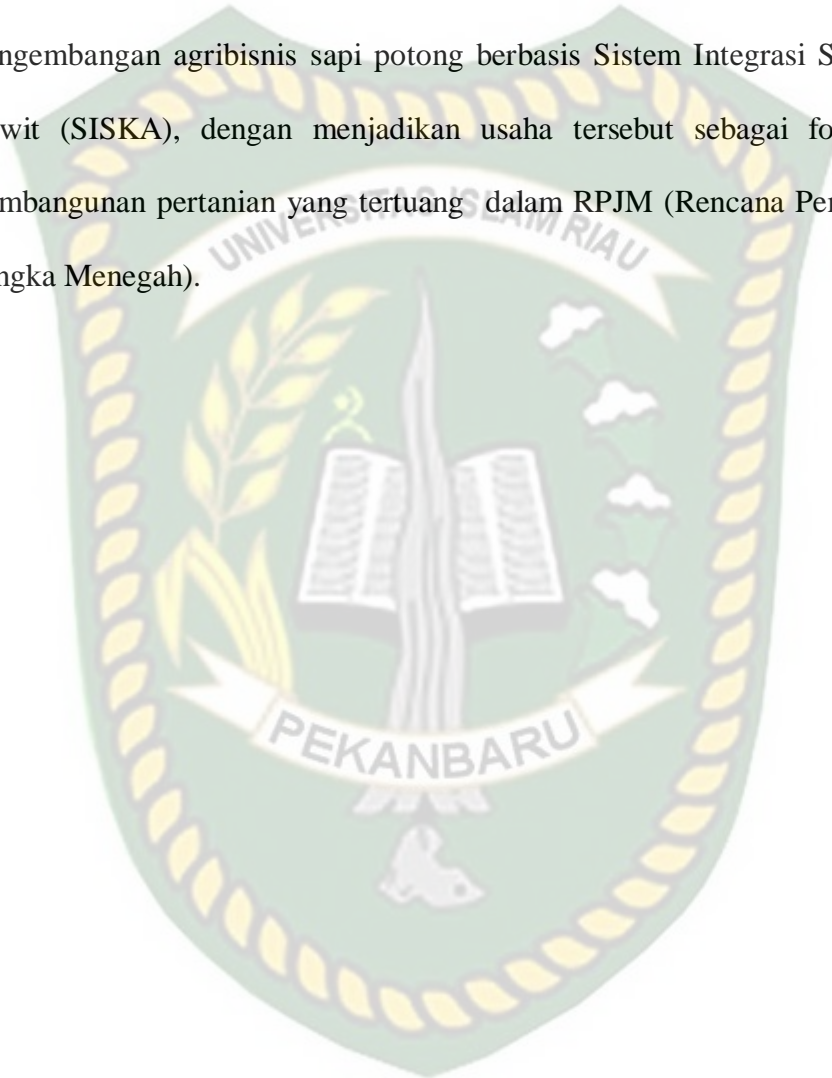 ngembangan agribisnis sapi potong berbasis Sistem Integrasi S
wit (SISKA), dengan menjadikan usaha tersebut sebagai fo
mbangunan pertanian yang tertuang dalam RPJM (Rencana Per
ngka Menegah).
UNIVERSITAS ISLAM RIAU
PEKANBARU